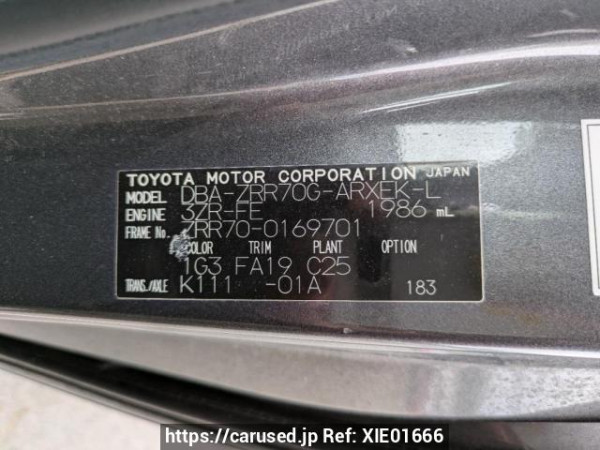 TOYOTA MOTOR CORPORATION JAPAN
MODEL DBA-ZRR70G-ARXEK-L
ENGINE 3ZR-FE 1986 mL
FRAME No. ZRR70-0169701
COLOR TRIM PLANT OPTION
1G3 FA19 C25
TRANS./AXLE K111 -01A 183
https://carused.jp Ref: XIE01666